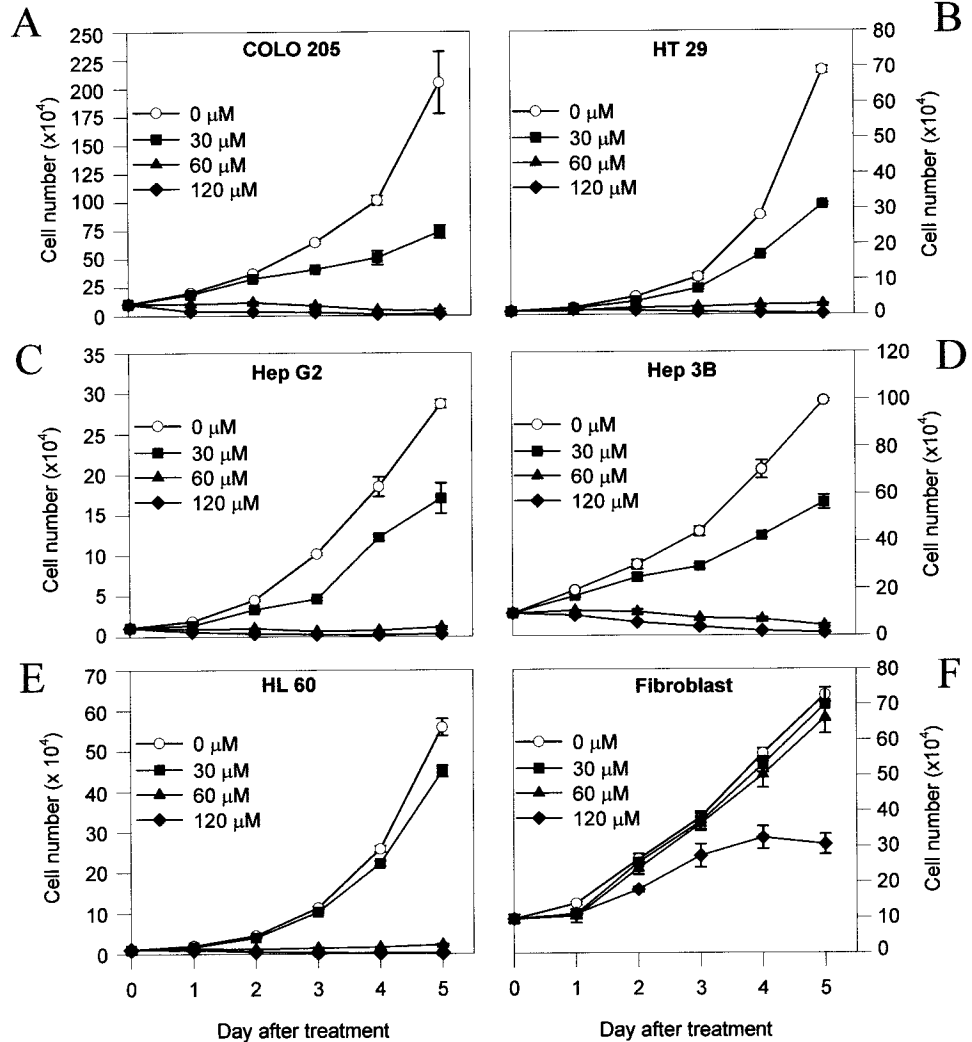 A
COLO 205
Cell number (x10⁴)
250
225
200
175
150
125
100
75
50
25
0
0 µM
30 µM
60 µM
120 µM
B
HT 29
0 µM
30 µM
60 µM
120 µM
80
70
60
50
40
30
20
10
0
Cell number (x10⁴)
C
Hep G2
Cell number (x10⁴)
35
30
25
20
15
10
5
0
0 µM
30 µM
60 µM
120 µM
D
Hep 3B
0 µM
30 µM
60 µM
120 µM
120
100
80
60
40
20
0
Cell number (x10⁴)
E
HL 60
Cell number (x 10⁴)
70
60
50
40
30
20
10
0
0 µM
30 µM
60 µM
120 µM
0 1 2 3 4 5
Day after treatment
F
Fibroblast
0 µM
30 µM
60 µM
120 µM
80
70
60
50
40
30
20
10
0
Cell number (x10⁴)
0 1 2 3 4 5
Day after treatment